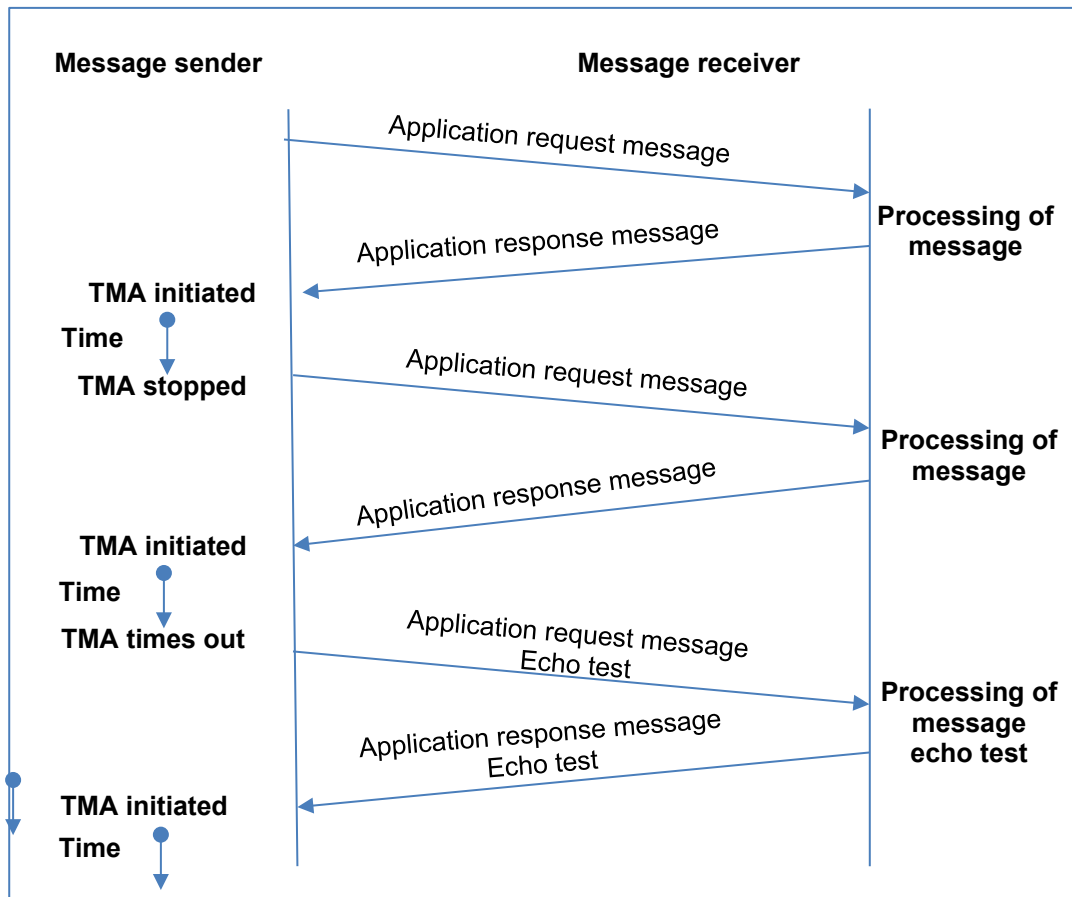 Message sender
Message receiver
Application request message
Processing of
message
Application response message
TMA initiated
Time
TMA stopped
Application request message
Processing of
message
Application response message
TMA initiated
Time
TMA times out
Application request message
Echo test
Processing of
message
echo test
Application response message
Echo test
TMA initiated
Time